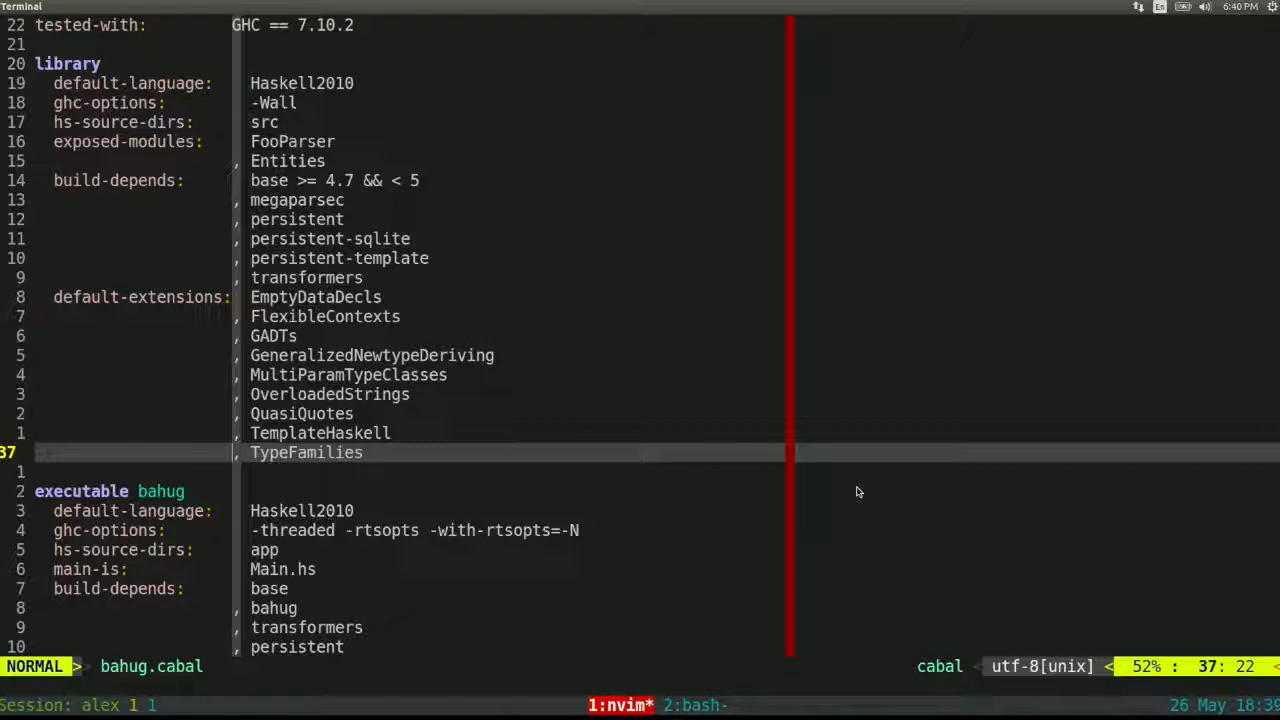 Terminal En 6:40 PM
22 tested-with: GHC == 7.10.2
21
20 library
19 default-language: Haskell2010
18 ghc-options: -Wall
17 hs-source-dirs: src
16 exposed-modules: FooParser
15 , Entities
14 build-depends: base >= 4.7 && < 5
13 , megaparsec
12 , persistent
11 , persistent-sqlite
10 , persistent-template
9 , transformers
8 default-extensions: EmptyDataDecls
7 , FlexibleContexts
6 , GADTs
5 , GeneralizedNewtypeDeriving
4 , MultiParamTypeClasses
3 , OverloadedStrings
2 , QuasiQuotes
1 , TemplateHaskell
37 , TypeFamilies
1
2 executable bahug
3 default-language: Haskell2010
4 ghc-options: -threaded -rtsopts -with-rtsopts=-N
5 hs-source-dirs: app
6 main-is: Main.hs
7 build-depends: base
8 , bahug
9 , transformers
10 , persistent
NORMAL > > bahug.cabal cabal < utf-8[unix] < 52% : 37: 22 <
Session: alex 1 1 1:nvim* 2:bash- 26 May 18:39